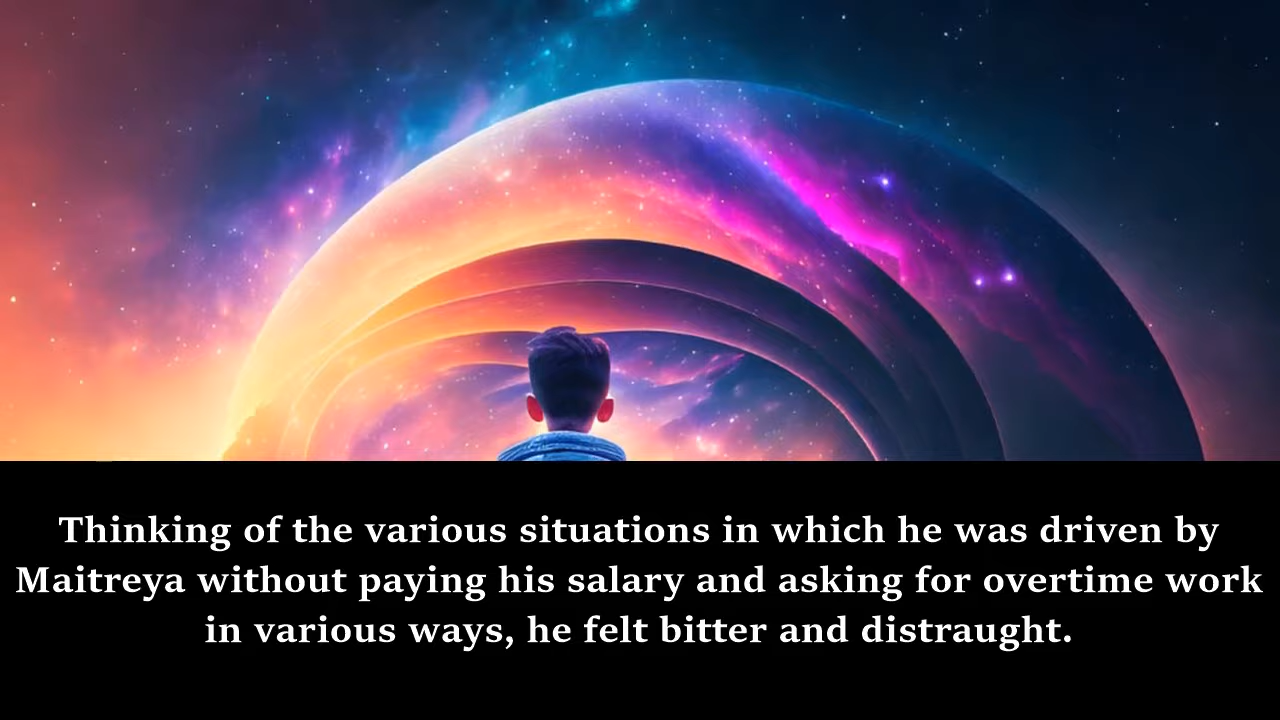 Thinking of the various situations in which he was driven by
Maitreya without paying his salary and asking for overtime work
in various ways, he felt bitter and distraught.